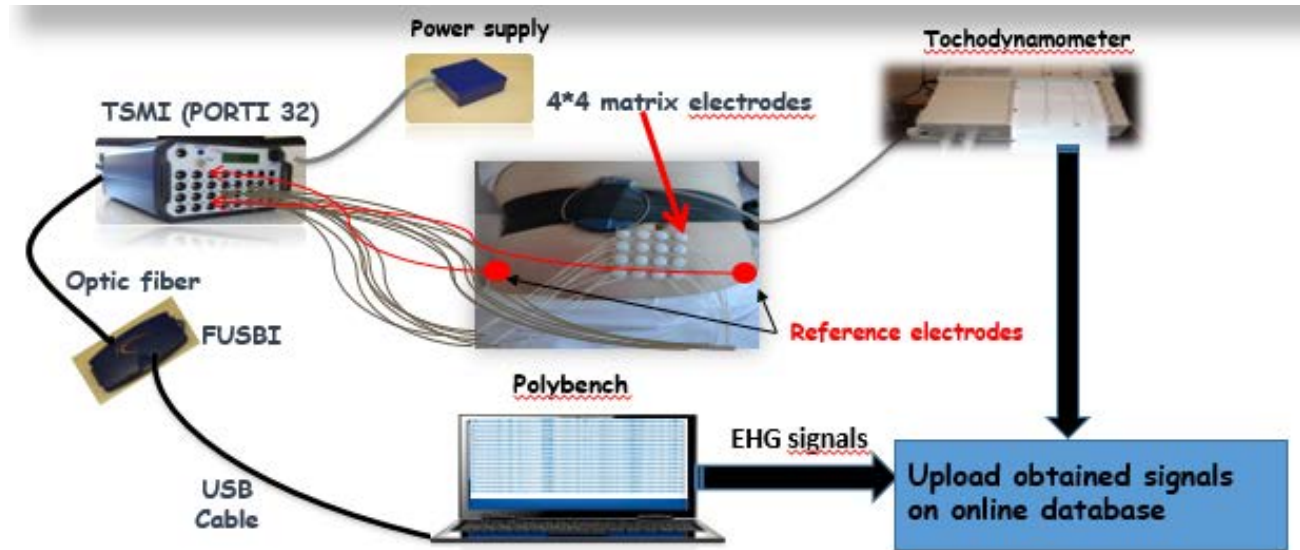 Power supply
Tochodynamometer
TSMI (PORTI 32)
4*4 matrix electrodes
Optic fiber
FUSBI
Reference electrodes
Polybench
EHG signals
USB
Cable
Upload obtained signals
on online database